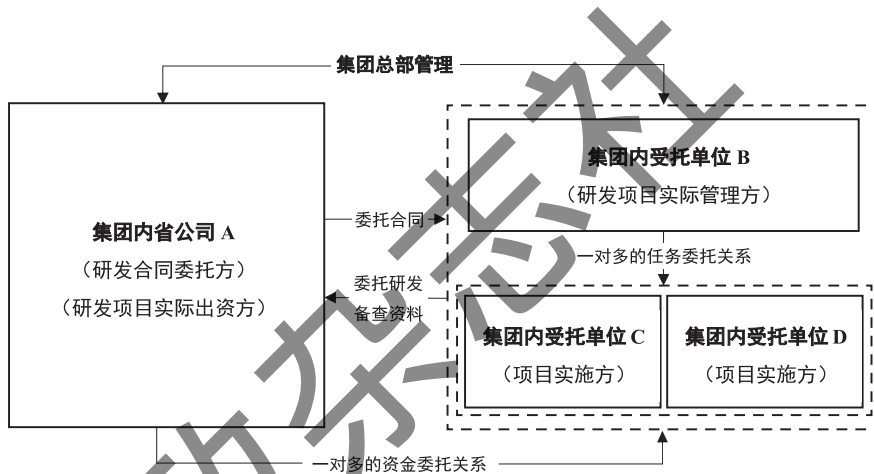 集团总部管理
集团内省公司 A
（研发合同委托方）
（研发项目实际出资方）
委托合同
委托研发
备查资料
集团内受托单位 B
（研发项目实际管理方）
一对多的任务委托关系
集团内受托单位 C
（项目实施方）
集团内受托单位 D
（项目实施方）
一对多的资金委托关系
杂志社